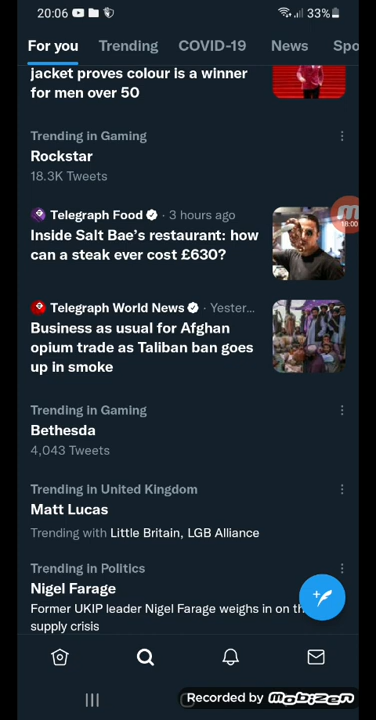 20:06
33%
For you
Trending
COVID-19
News
Spo
jacket proves colour is a winner
for men over 50
Trending in Gaming
Rockstar
18.3K Tweets
Telegraph Food · 3 hours ago
Inside Salt Bae's restaurant: how
can a steak ever cost £630?
Telegraph World News · Yester...
Business as usual for Afghan
opium trade as Taliban ban goes
up in smoke
Trending in Gaming
Bethesda
4,043 Tweets
Trending in United Kingdom
Matt Lucas
Trending with Little Britain, LGB Alliance
Trending in Politics
Nigel Farage
Former UKIP leader Nigel Farage weighs in on th
supply crisis
Recorded by Mobizen